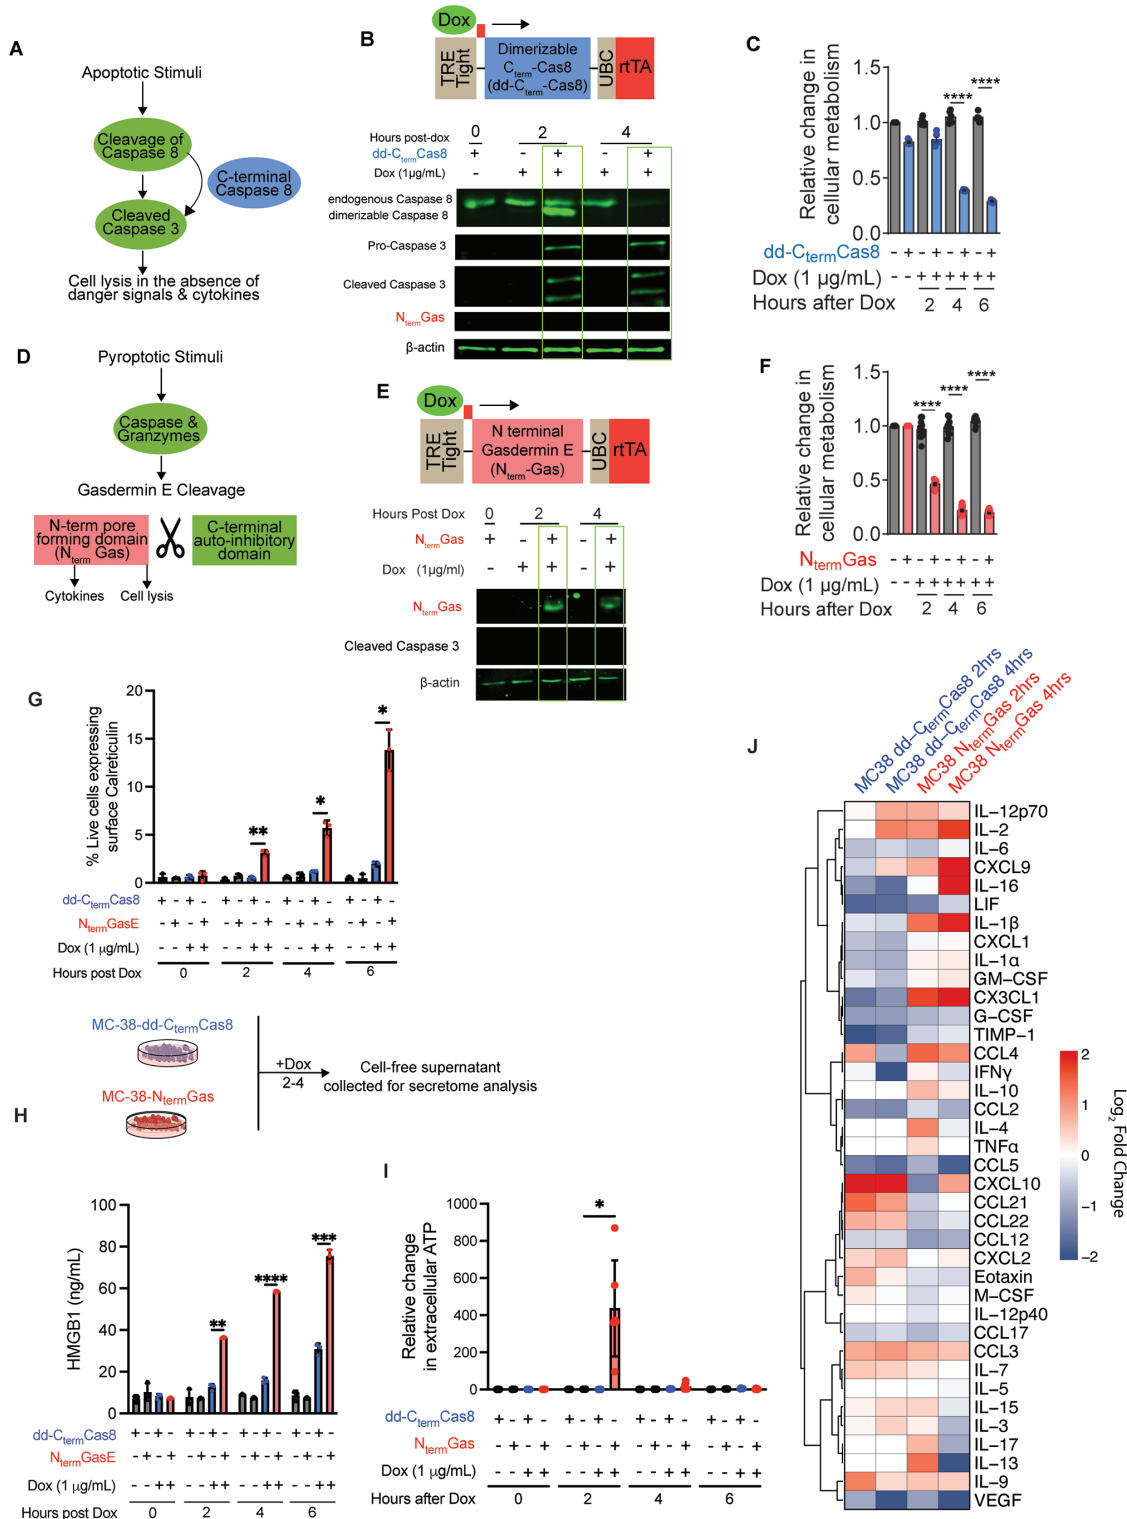 A
Apoptotic Stimuli
Cleavage of
Caspase 8
C-terminal
Caspase 8
Cleaved
Caspase 3
Cell lysis in the absence of
danger signals & cytokines
B
Dox
TRE
Tight
Dimerizable
Cterm-Cas8
(dd-Cterm-Cas8)
UBC
rtTA
Hours post-dox 0 2 4
dd-CtermCas8 + - + - +
Dox (1µg/mL) - + + + +
endogenous Caspase 8
dimerizable Caspase 8
Pro-Caspase 3
Cleaved Caspase 3
NtermGas
β-actin
C
Relative change in
cellular metabolism
1.5
1.0
0.5
0.0
**** ****
dd-CtermCas8 - + - + - + - +
Dox (1 µg/mL) - - + + + + + +
Hours after Dox 2 4 6
D
Pyroptotic Stimuli
Caspase &
Granzymes
Gasdermin E Cleavage
N-term pore
forming domain
(Nterm Gas)
C-terminal
auto-inhibitory
domain
Cytokines Cell lysis
E
Dox
TRE
Tight
N terminal
Gasdermin E
(Nterm-Gas)
UBC
rtTA
Hours Post Dox 0 2 4
NtermGas + - + - +
Dox (1µg/ml) - + + - +
NtermGas
Cleaved Caspase 3
β-actin
F
Relative change in
cellular metabolism
1.5
1.0
0.5
0.0
**** **** ****
NtermGas - + - + - + - +
Dox (1 µg/mL) - - + + + + + +
Hours after Dox 2 4 6
G
% Live cells expressing
surface Calreticulin
20
15
10
5
0
** * *
dd-CtermCas8 + - + - + - + - + - + - + - + -
NtermGasE - + - + - + - + - + - + - + - +
Dox (1 µg/mL) - - + + - - + + - - + + - - + +
Hours post Dox 0 2 4 6
MC-38-dd-CtermCas8
MC-38-NtermGas
+Dox
2-4
Cell-free supernatant
collected for secretome analysis
H
HMGB1 (ng/mL)
100
80
60
40
20
0
** **** ***
dd-CtermCas8 + - + - + - + - + - + - + - + -
NtermGasE - + - + - + - + - + - + - + - +
Dox (1 µg/mL) - - + + - - + + - - + + - - + +
Hours post Dox 0 2 4 6
I
Relative change
in extracellular ATP
1000
800
600
400
200
0
*
dd-CtermCas8 + - + - + - + - + - + - + - + -
NtermGas - + - + - + - + - + - + - + - +
Dox (1 µg/mL) - - + + - - + + - - + + - - + +
Hours after Dox 0 2 4 6
J
MC38 dd-CtermCas8 2hrs
MC38 dd-CtermCas8 4hrs
MC38 NtermGas 2hrs
MC38 NtermGas 4hrs
IL-12p70
IL-2
IL-6
CXCL9
IL-16
LIF
IL-1β
CXCL1
IL-1α
GM-CSF
CX3CL1
G-CSF
TIMP-1
CCL4
IFNγ
IL-10
CCL2
IL-4
TNFα
CCL5
CXCL10
CCL21
CCL22
CCL12
CXCL2
Eotaxin
M-CSF
IL-12p40
CCL17
CCL3
IL-7
IL-5
IL-15
IL-3
IL-17
IL-13
IL-9
VEGF
2
1
0
-1
-2
Log2 Fold Change